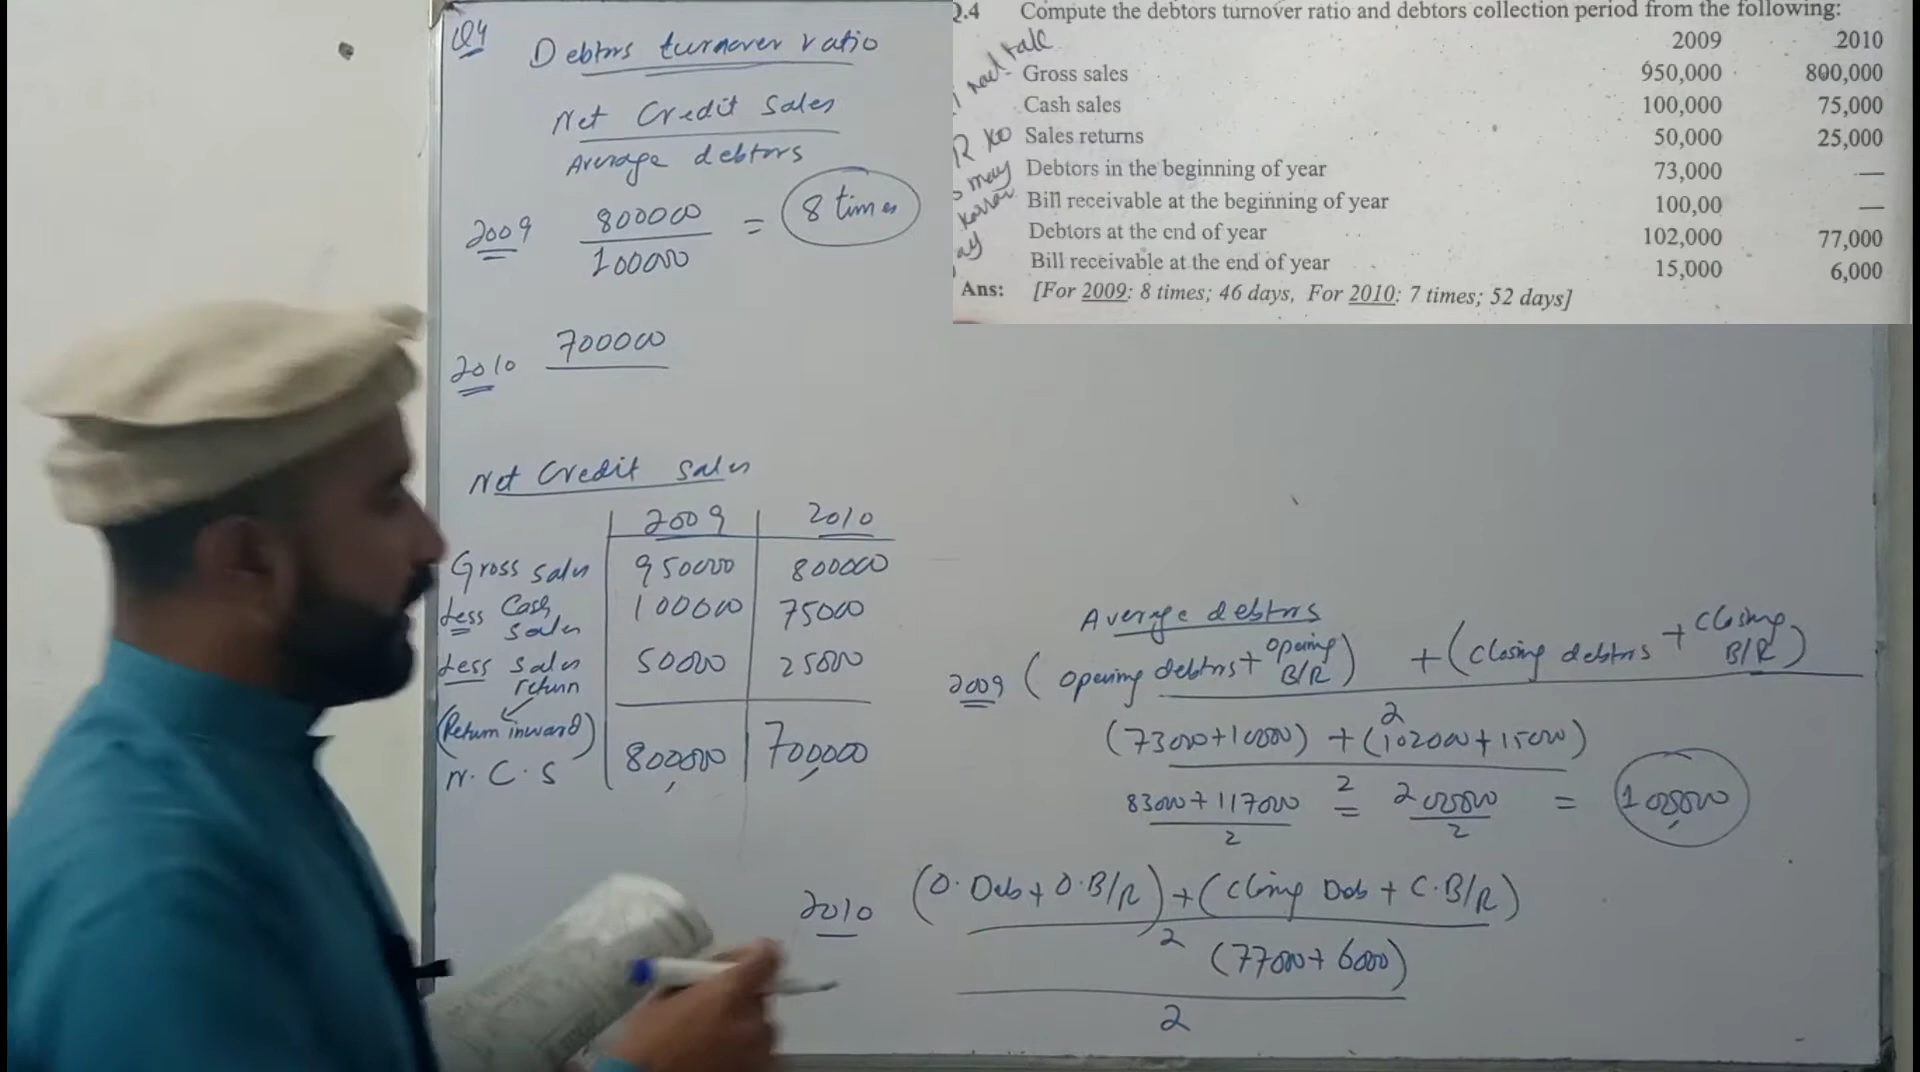 Q4
Debtors turnover ratio
Net Credit Sales
Average debtors
2009 800000 = 8 times
100000
2010 700000
Net Credit Sales
2009 2010
Gross sales 950000 800000
Less Cash sales 100000 75000
Less Sales return 50000 25000
(Return inward)
N.C.S 800,000 700,000
Q.4 Compute the debtors turnover ratio and debtors collection period from the following:
2009 2010
Gross sales 950,000 800,000
Cash sales 100,000 75,000
Sales returns 50,000 25,000
Debtors in the beginning of year 73,000 —
Bill receivable at the beginning of year 100,00 —
Debtors at the end of year 102,000 77,000
Bill receivable at the end of year 15,000 6,000
Ans: [For 2009: 8 times; 46 days, For 2010: 7 times; 52 days]
Average debtors
2009 (opening debtors + opening B/R) + (closing debtors + closing B/R)
2
(73000+10000) + (102000+15000)
2
83000+117000 = 200000 = 100,000
2 2
2010 (O.Deb + O.B/R) + (Closing Deb + C.B/R)
2
(77000+6000)
2